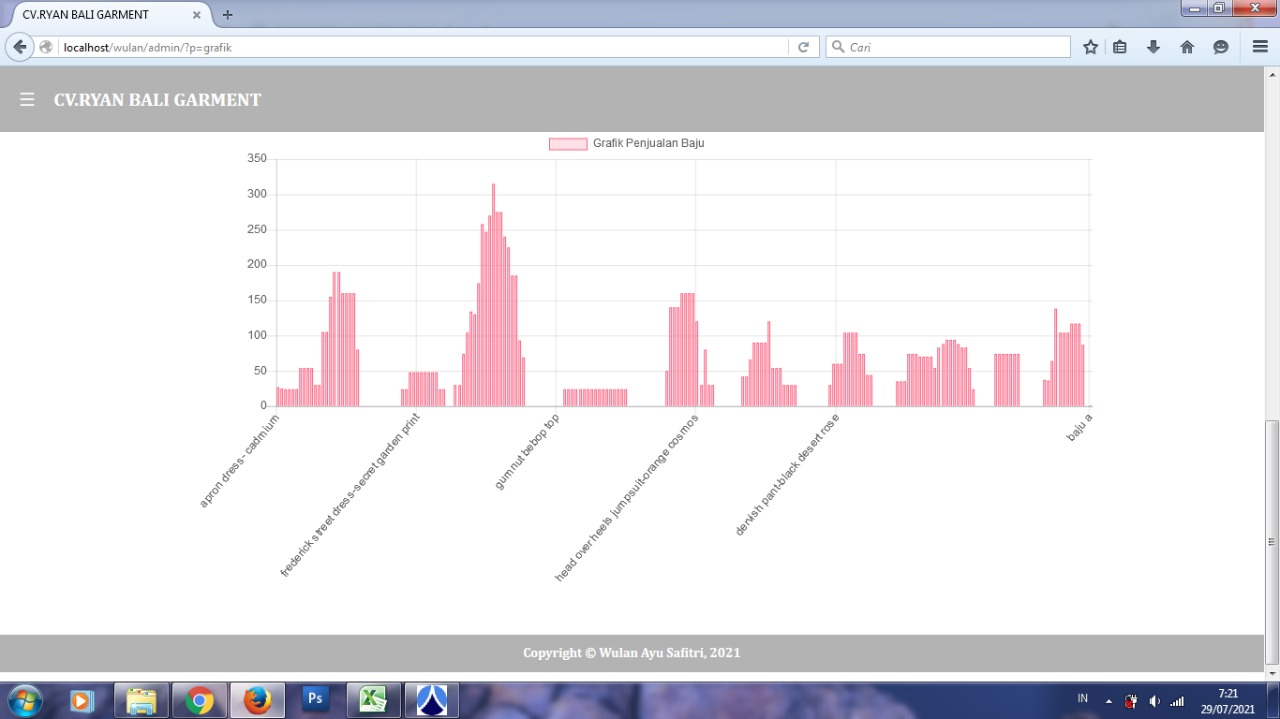 CV.RYAN BALI GARMENT
localhost/wulan/admin/?p=grafik
Cari
CV.RYAN BALI GARMENT
Grafik Penjualan Baju
350
300
250
200
150
100
50
0
apron dress- cadmium
frederick street dress-secret garden print
gumnut bebop top
head over heels jumpsuit-orange cosmos
dervish pant-black desert rose
baju a
Copyright © Wulan Ayu Safitri, 2021
Ps
IN
7:21
29/07/2021